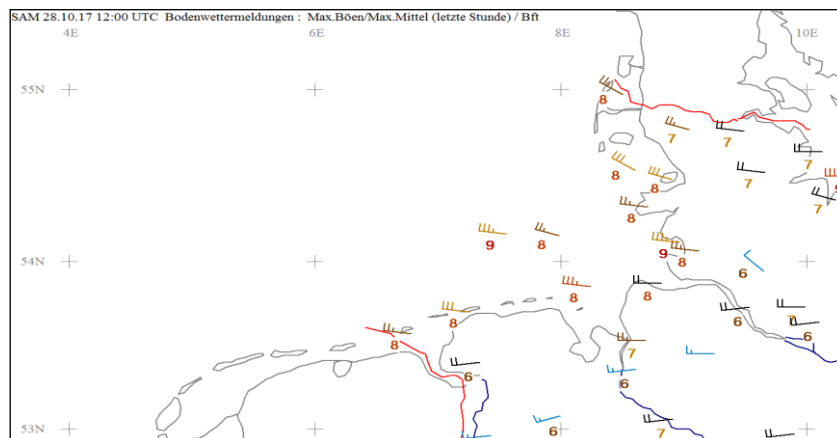 SAM 28.10.17 12:00 UTC Bodenwettermeldungen : Max.Böen/Max.Mittel (letzte Stunde) / Bft
4E 6E 8E 10E
55N
8
7 7 7
8 8 7 9
8 7
9 8 9 8
54N 6
8 8
8 6 7 6
8 7
6 6
53N 6 7